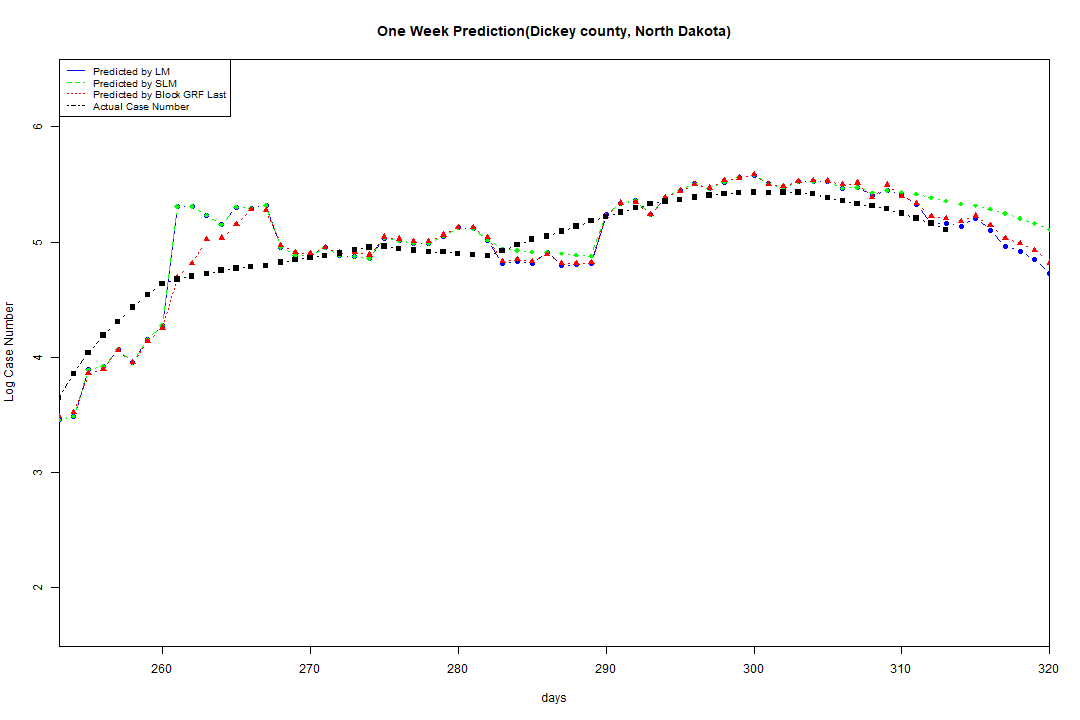 One Week Prediction(Dickey county, North Dakota)
Predicted by LM
Predicted by SLM
Predicted by Block GRF Last
Actual Case Number
6
5
4
3
2
Log Case Number
260 270 280 290 300 310 320
days